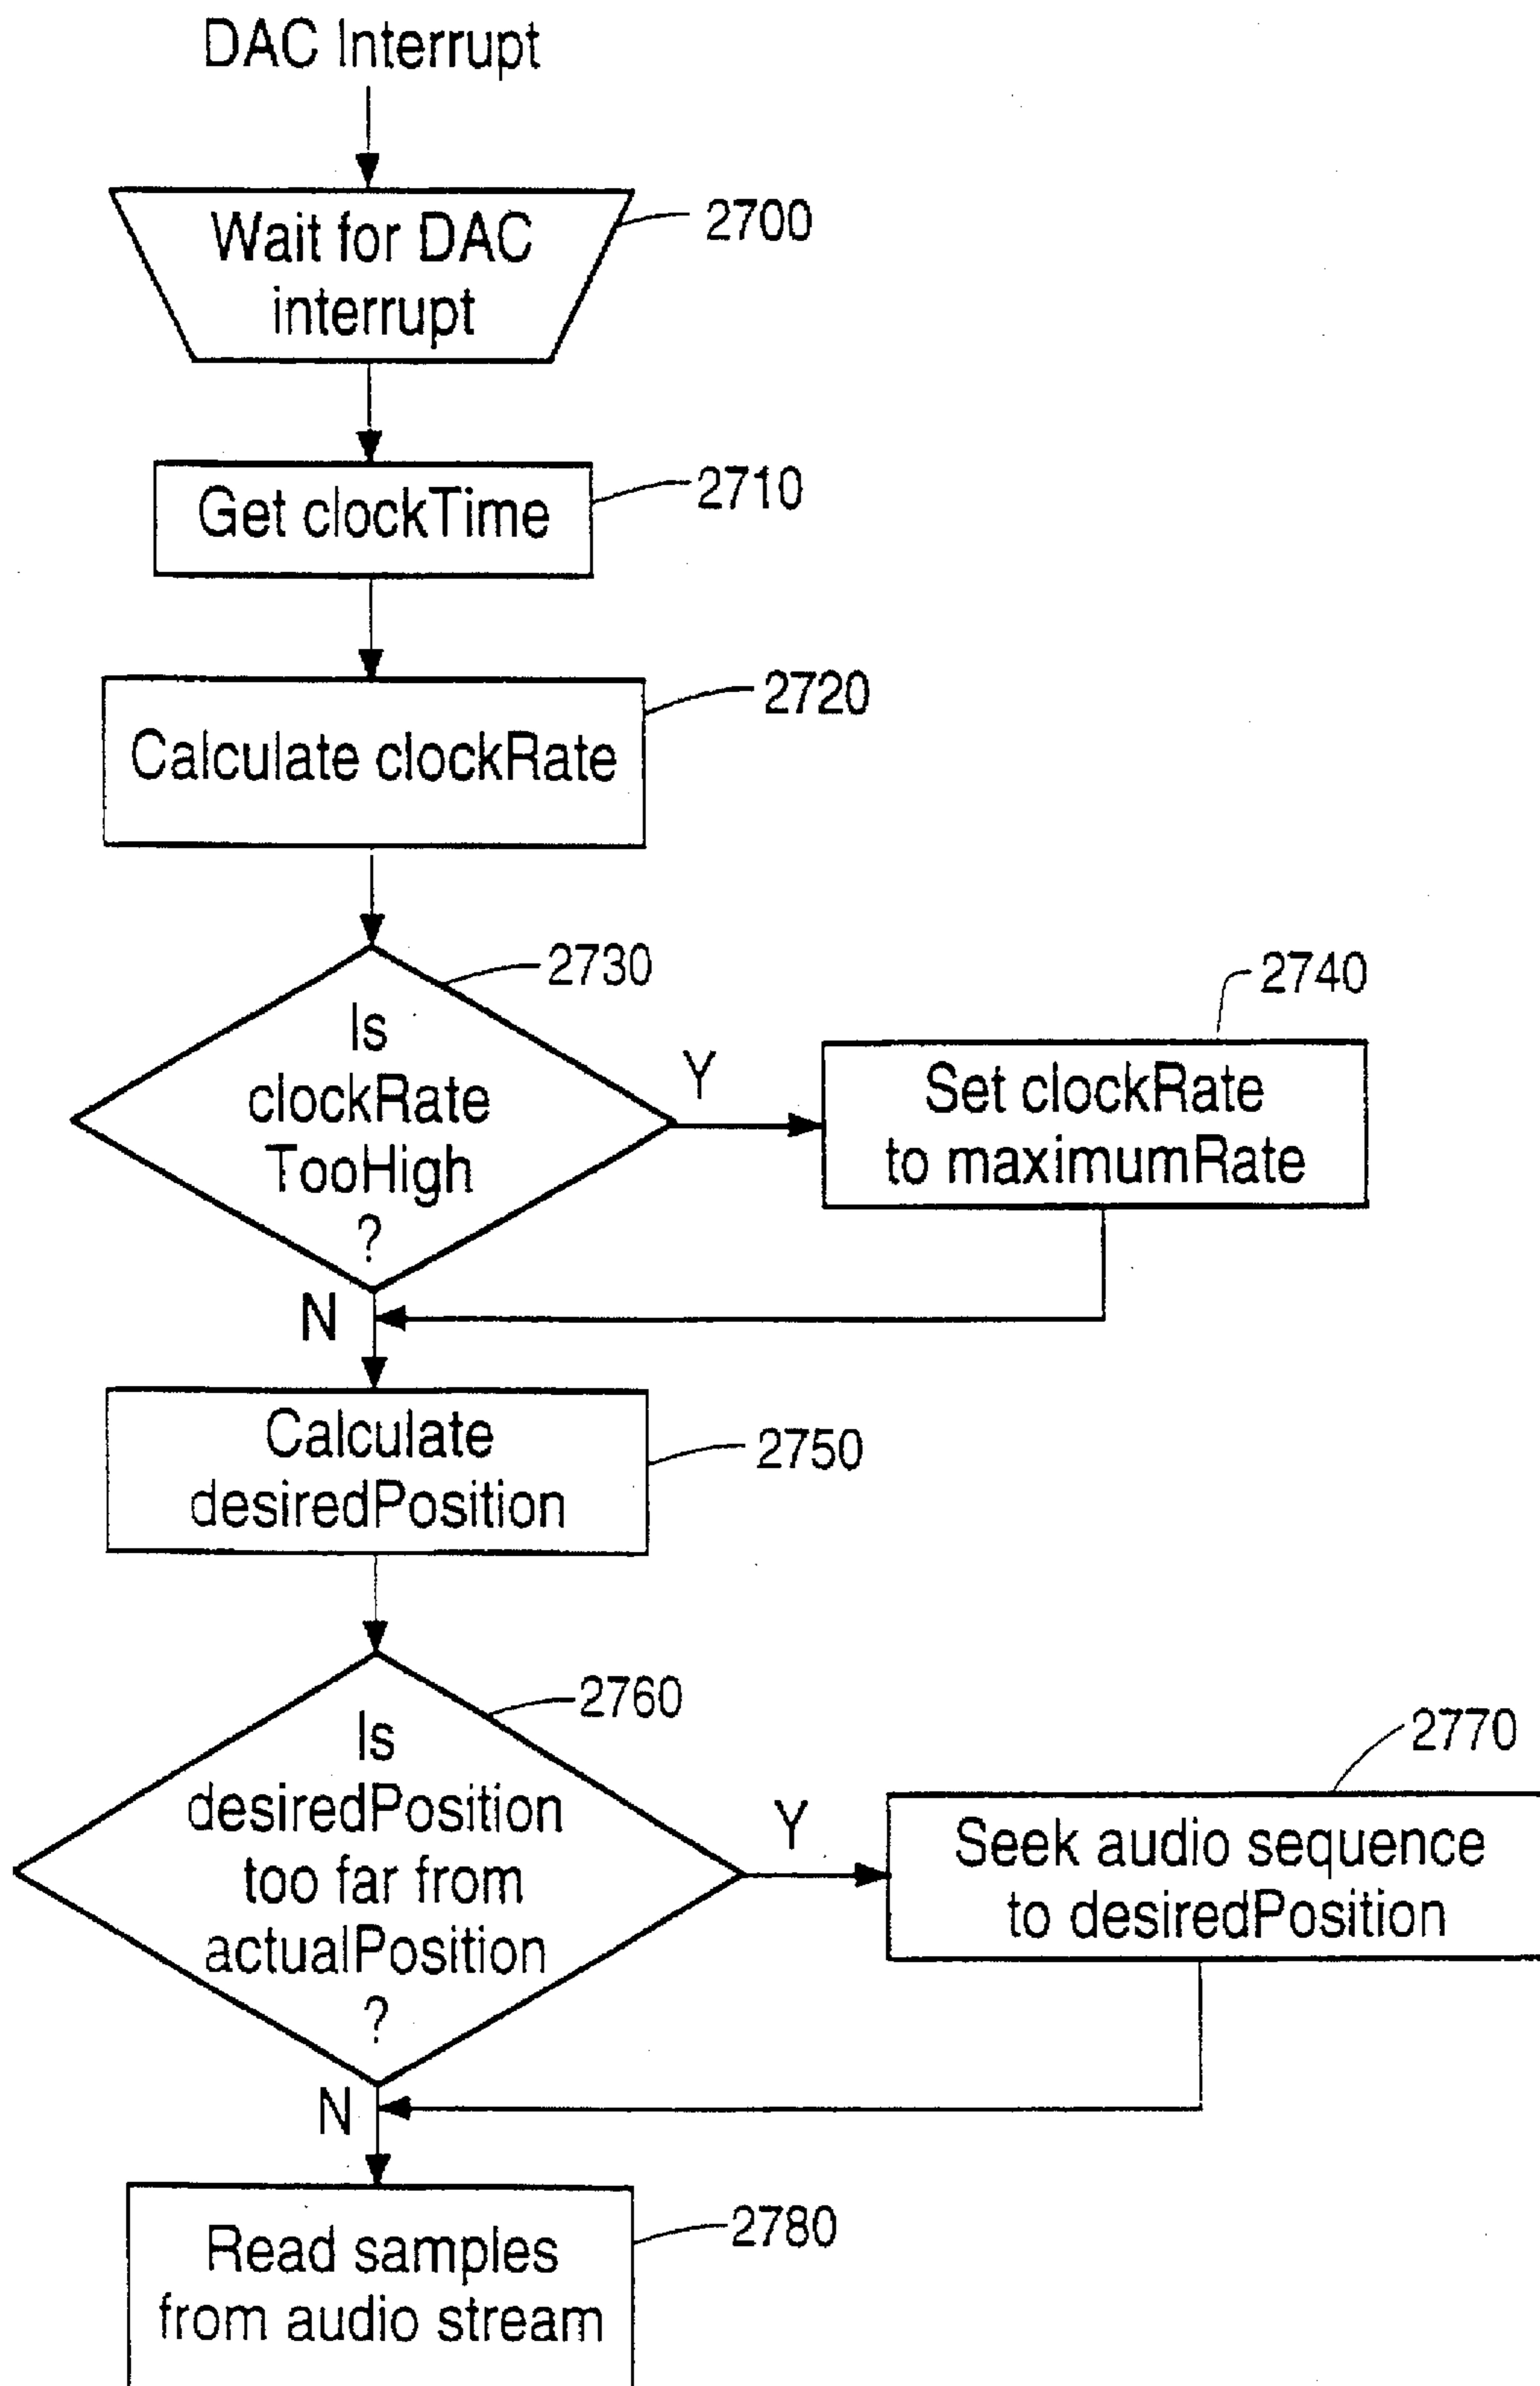 DAC Interrupt
Wait for DAC
interrupt
2700
Get clockTime
2710
Calculate clockRate
2720
Is
clockRate
TooHigh
?
2730
Y
Set clockRate
to maximumRate
2740
N
Calculate
desiredPosition
2750
Is
desiredPosition
too far from
actualPosition
?
2760
Y
Seek audio sequence
to desiredPosition
2770
N
Read samples
from audio stream
2780